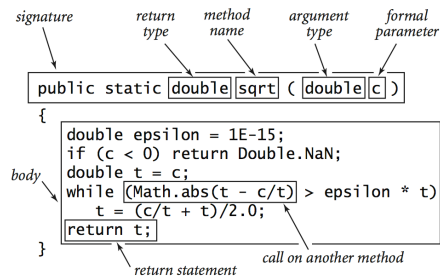 signature return type method name argument type formal parameter
public static double sqrt ( double c )
{
double epsilon = 1E-15;
if (c < 0) return Double.NaN;
double t = c;
body
while (Math.abs(t - c/t) > epsilon * t)
t = (c/t + t)/2.0;
return t;
}
call on another method
return statement